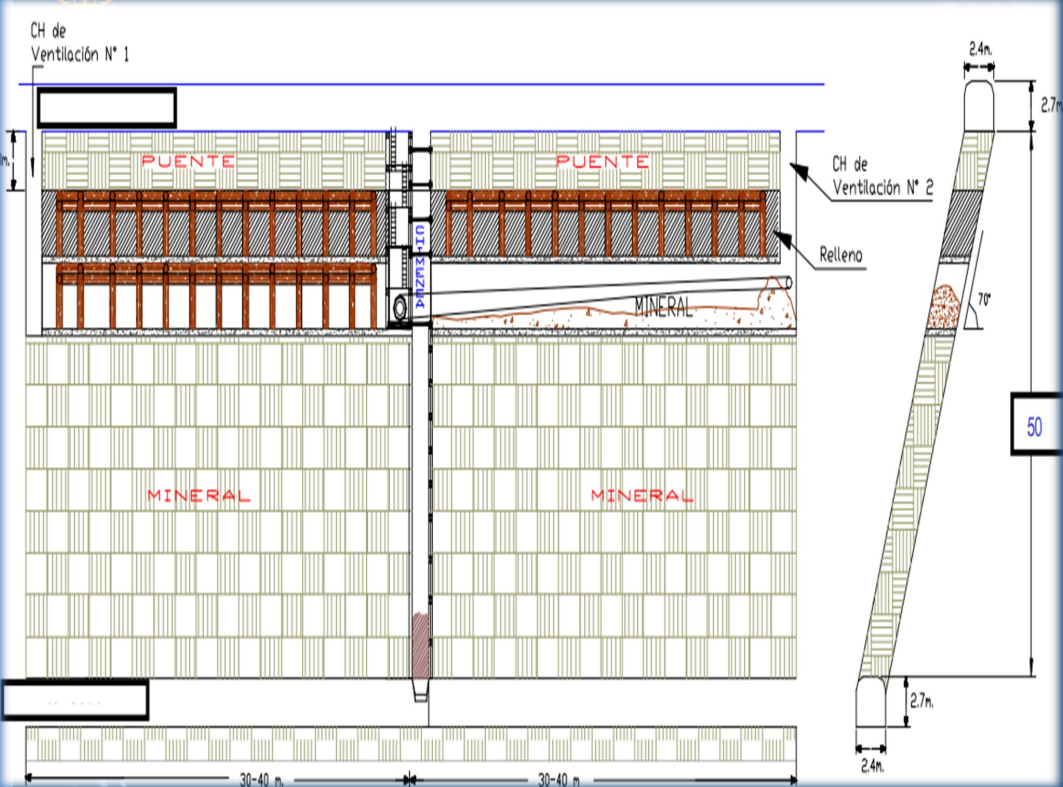 CH de
Ventilación N° 1
2.4m.
2.7m
PUENTE
PUENTE
m.
CH de
Ventilación N° 2
Relleno
CHIMENEA
MINERAL
70°
50
MINERAL
MINERAL
2.7m.
2.4m.
30-40 m.
30-40 m